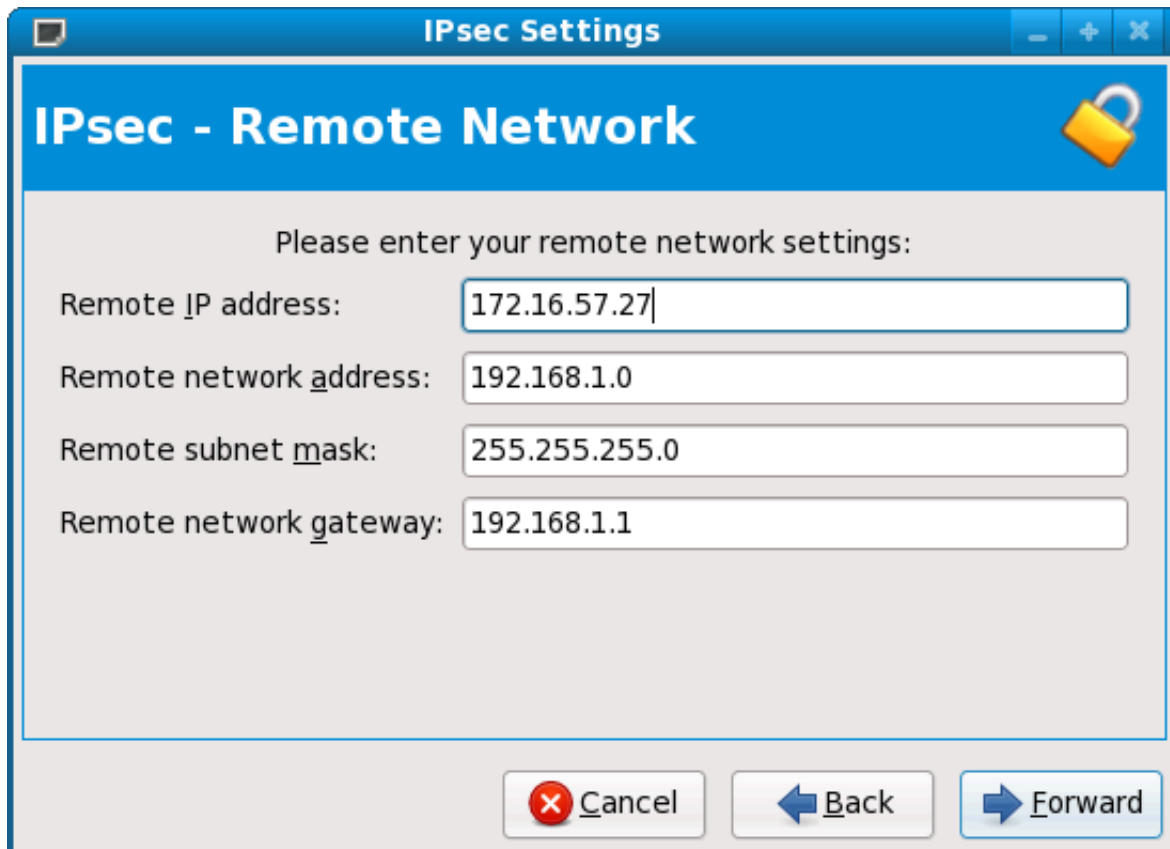 IPsec Settings
IPsec - Remote Network
Please enter your remote network settings:
Remote IP address: 172.16.57.27
Remote network address: 192.168.1.0
Remote subnet mask: 255.255.255.0
Remote network gateway: 192.168.1.1
Cancel Back Forward